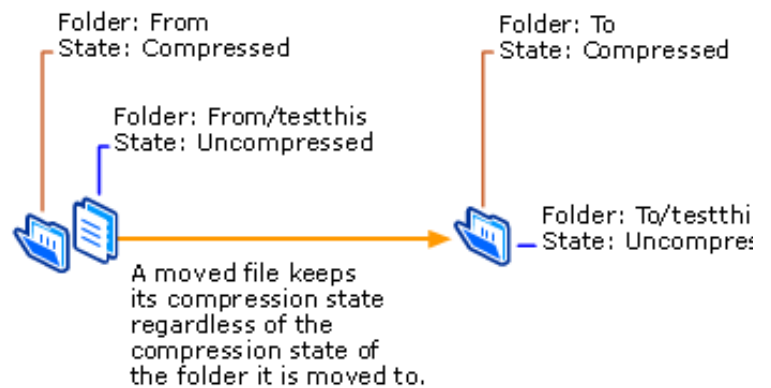 Folder: From
State: Compressed
Folder: From/testthis
State: Uncompressed
Folder: To
State: Compressed
Folder: To/testthi
State: Uncompres
A moved file keeps
its compression state
regardless of the
compression state of
the folder it is moved to.